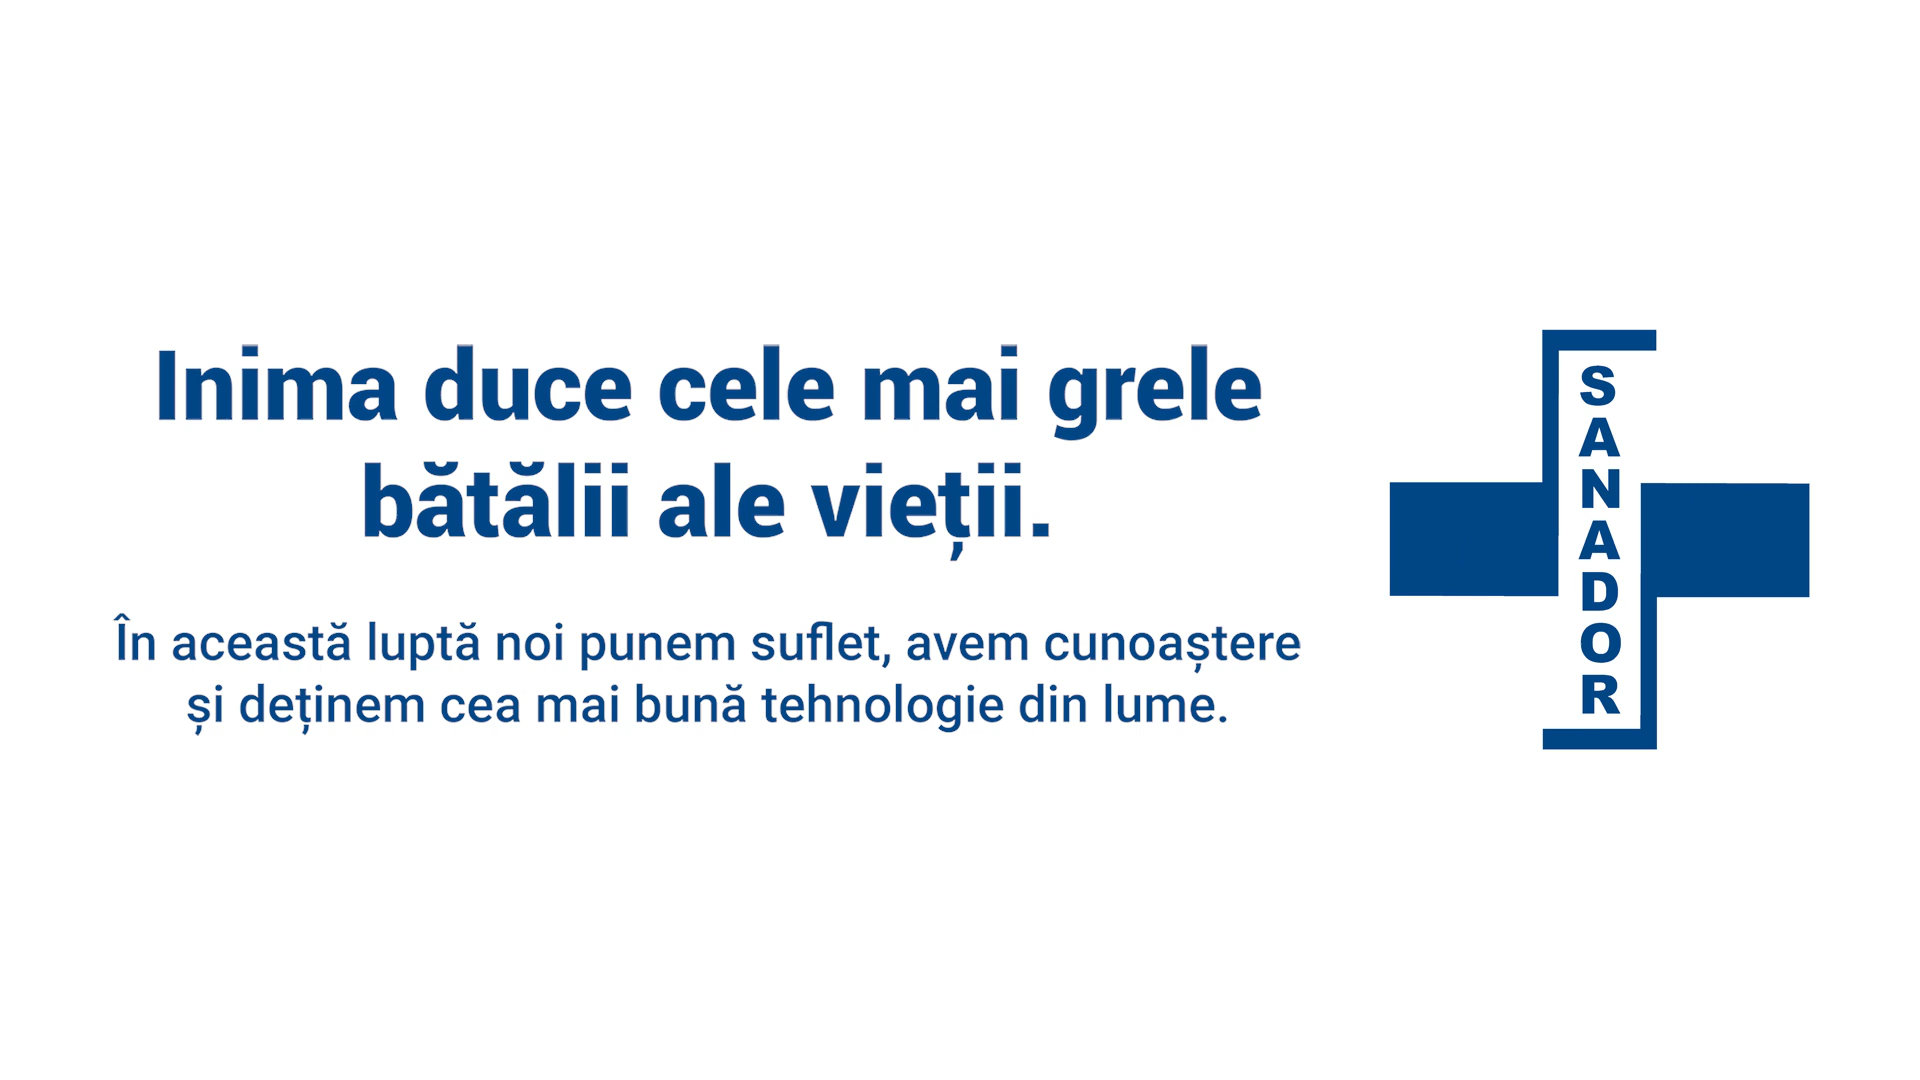 Inima duce cele mai grele
bătălii ale vieții.
În această luptă noi punem suflet, avem cunoaștere
și deținem cea mai bună tehnologie din lume.
SANADOR